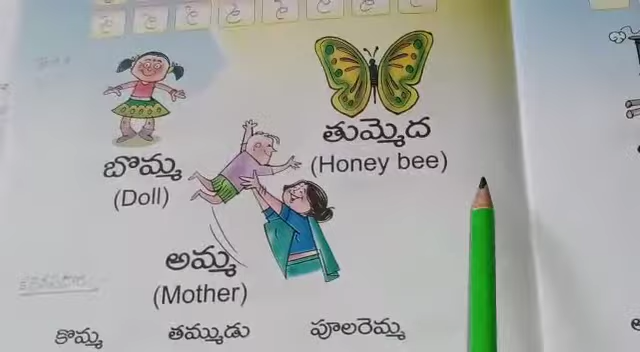 తుమ్మెద
(Honey bee)
బొమ్మ
(Doll)
అమ్మ
(Mother)
కొమ్మ తమ్ముడు పూలరెమ్మ